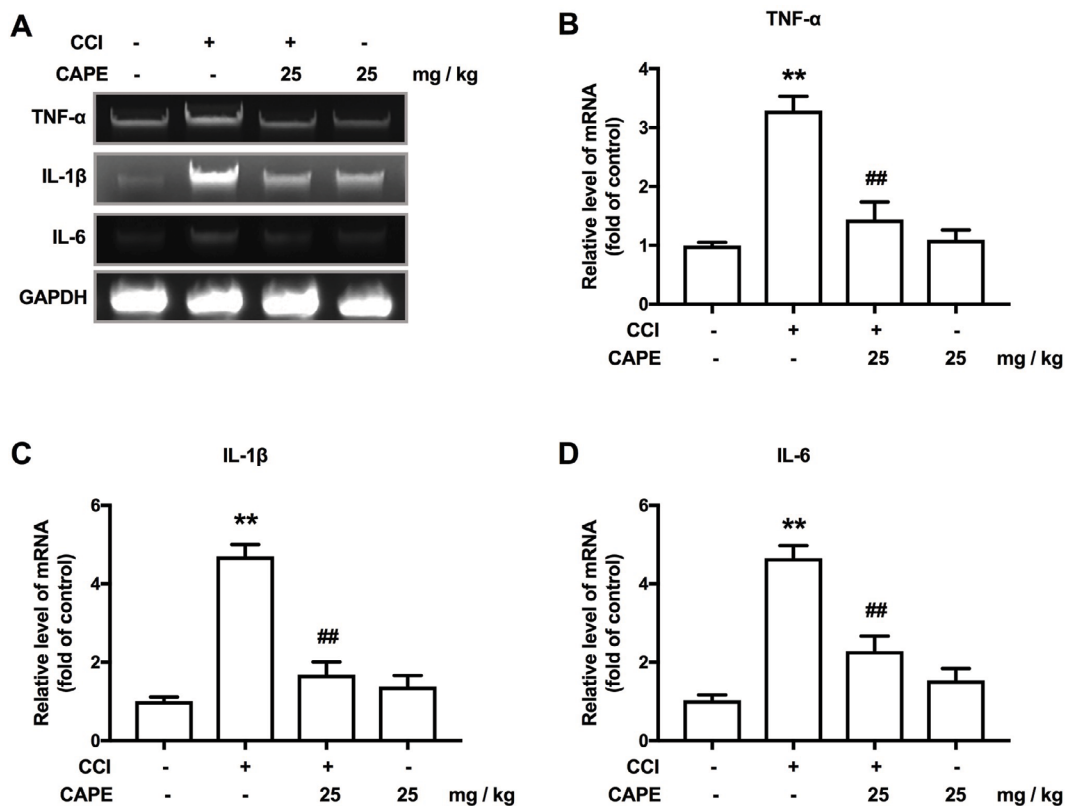 A
CCI - + + -
CAPE - - 25 25 mg / kg
TNF-α
IL-1β
IL-6
GAPDH
B
TNF-α
Relative level of mRNA
(fold of control)
4
3
2
1
0
**
##
CCI - + + -
CAPE - - 25 25 mg / kg
C
IL-1β
Relative level of mRNA
(fold of control)
6
4
2
0
**
##
CCI - + + -
CAPE - - 25 25 mg / kg
D
IL-6
Relative level of mRNA
(fold of control)
6
4
2
0
**
##
CCI - + + -
CAPE - - 25 25 mg / kg